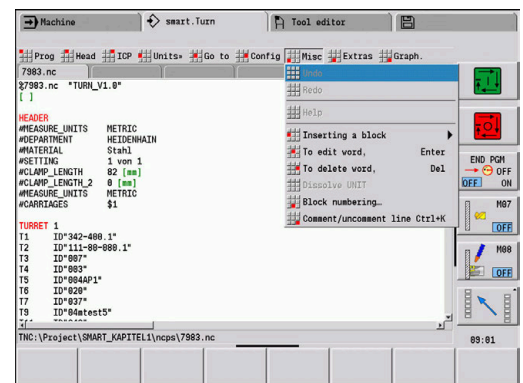 Machine
smart.Turn
Tool editor
Prog Head ICP Units» Go to Config Misc Extras Graph.
7983.nc
%7983.nc "TURN_V1.0"
[ ]
HEADER
#MEASURE_UNITS METRIC
#DEPARTMENT HEIDENHAIN
#MATERIAL Stahl
#SETTING 1 von 1
#CLAMP_LENGTH 82 [mm]
#CLAMP_LENGTH_2 0 [mm]
#MEASURE_UNITS METRIC
#CARRIAGES $1
TURRET 1
T1 ID"342-400.1"
T2 ID"111-80-080.1"
T3 ID"007"
T4 ID"003"
T5 ID"004AP1"
T6 ID"020"
T7 ID"037"
T9 ID"04mtest5"
Undo
Redo
Help
Inserting a block
To edit word, Enter
To delete word, Del
Dissolve UNIT
Block numbering…
Comment/uncomment line Ctrl+K
END PGM
OFF
OFF ON
M07
OFF
M08
OFF
TNC:\Project\SMART_KAPITEL1\ncps\7983.nc
09:01